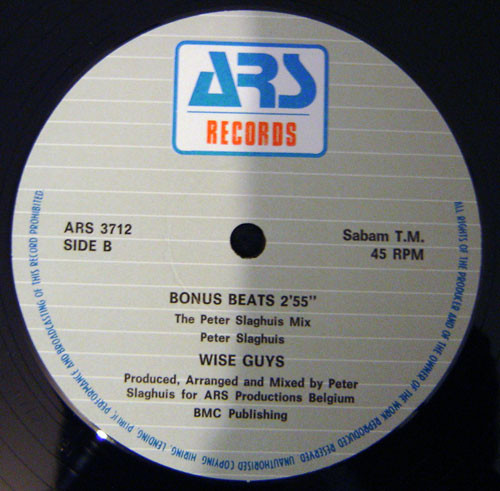 ARS
RECORDS
ARS 3712
SIDE B
Sabam T.M.
45 RPM
BONUS BEATS 2'55"
The Peter Slaghuis Mix
Peter Slaghuis
WISE GUYS
Produced, Arranged and Mixed by Peter
Slaghuis for ARS Productions Belgium
BMC Publishing
ALL RIGHTS OF THE PRODUCER AND OF THE OWNER OF THE WORK REPRODUCED RESERVED. UNAUTHORISED COPYING, HIRING, LENDING, PUBLIC PERFORMANCE AND BROADCASTING OF THIS RECORD PROHIBITED.